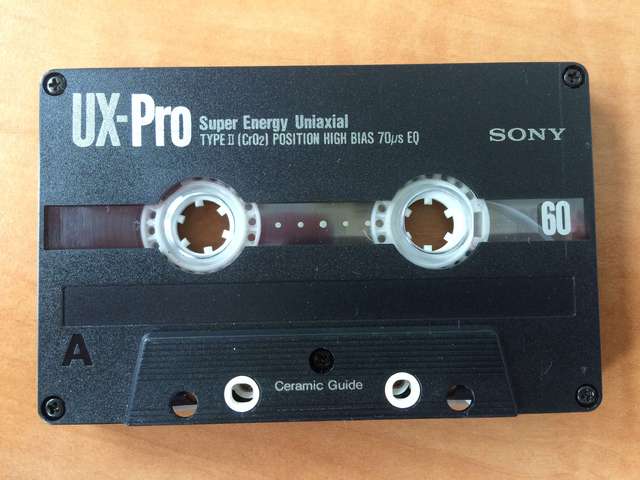 UX-Pro
Super Energy Uniaxial
TYPE II (CrO₂) POSITION HIGH BIAS 70µs EQ
SONY
60
A
Ceramic Guide